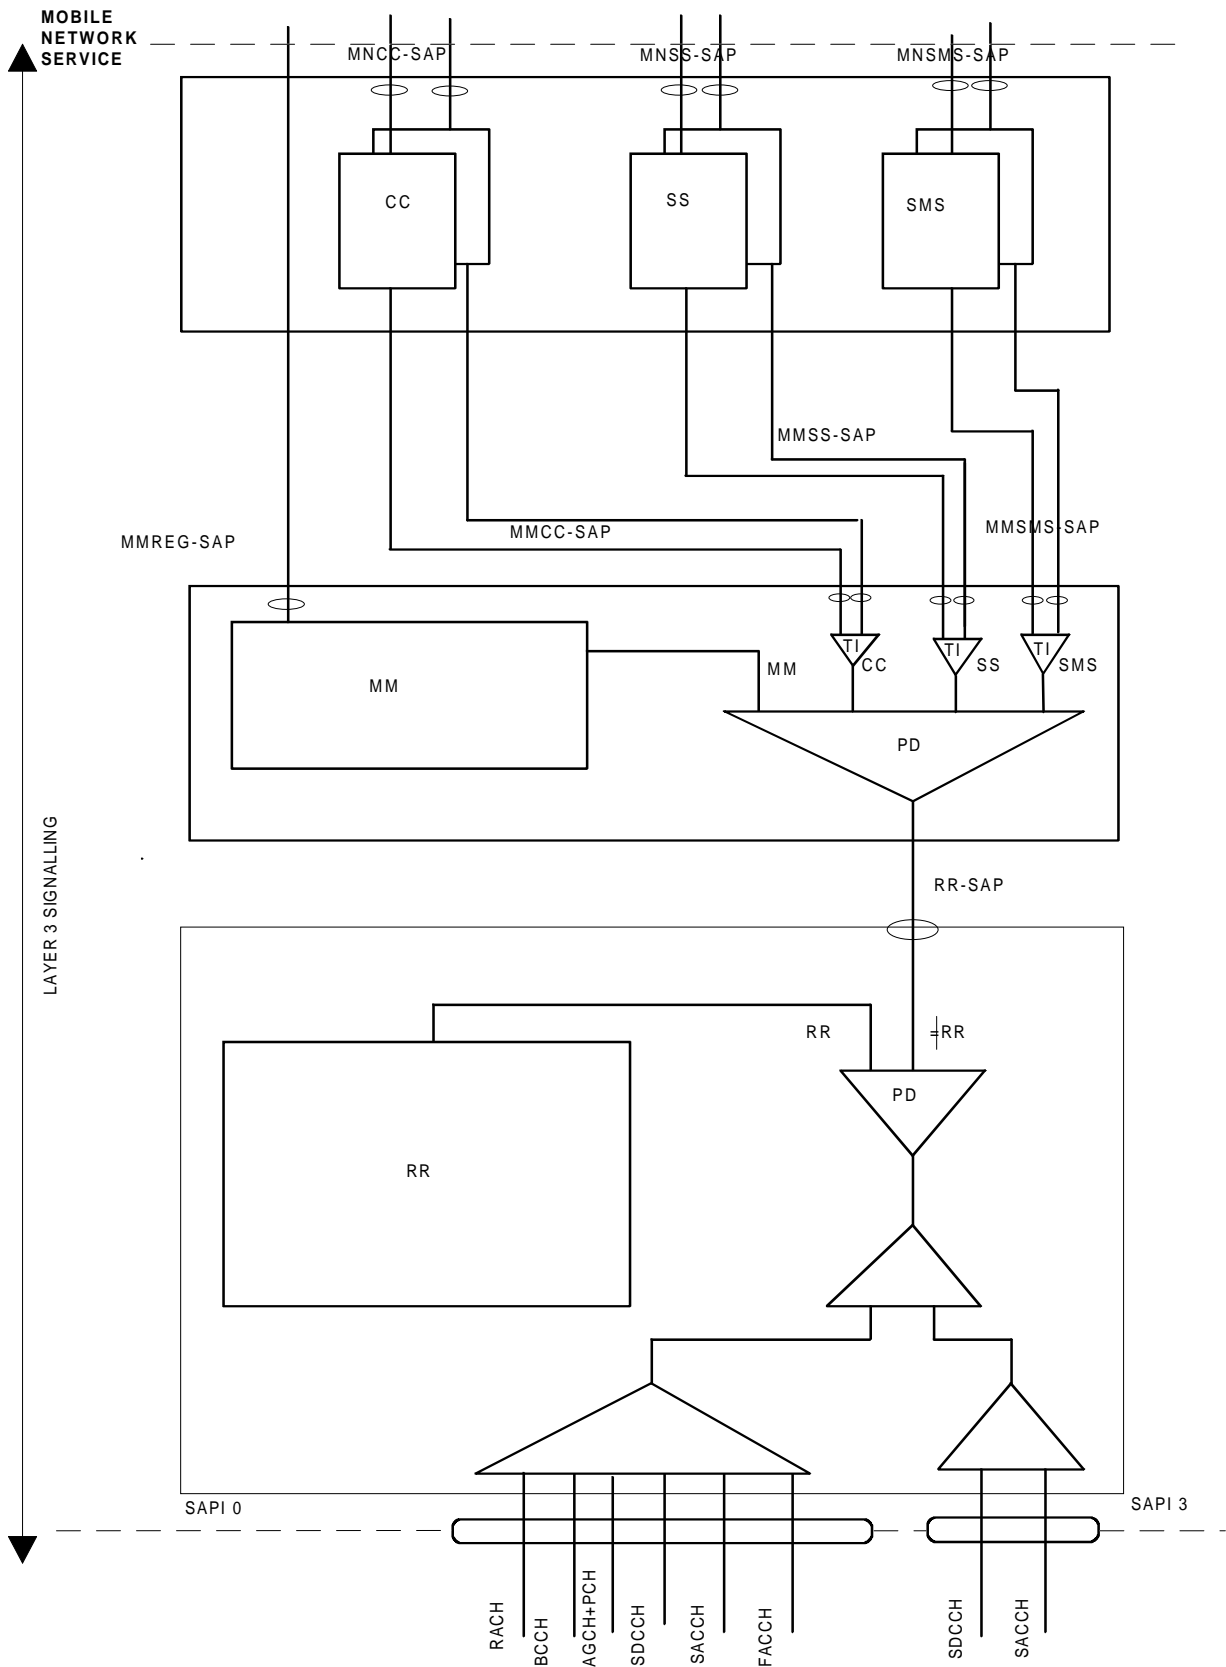 MOBILE
NETWORK
SERVICE
MNCC-SAP
MNSS-SAP
MNSMS-SAP
CC
SS
SMS
MMSS-SAP
MMREG-SAP
MMCC-SAP
MMSMS-SAP
TI
TI
TI
MM
CC
SS
SMS
MM
PD
LAYER 3 SIGNALLING
RR-SAP
RR
≠RR
PD
RR
SAPI 0
SAPI 3
RACH
BCCH
AGCH+PCH
SDCCH
SACCH
FACCH
SDCCH
SACCH